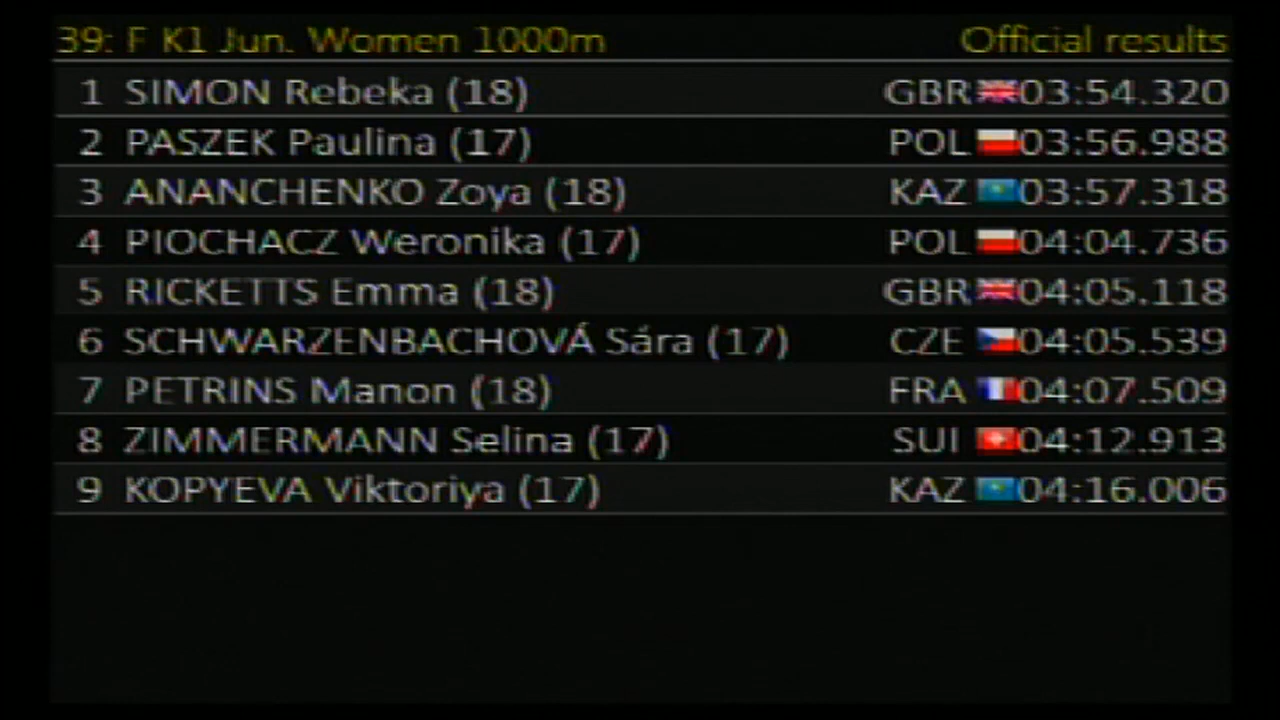 39: F K1 Jun. Women 1000m Official results
1 SIMON Rebeka (18) GBR 03:54.320
2 PASZEK Paulina (17) POL 03:56.988
3 ANANCHENKO Zoya (18) KAZ 03:57.318
4 PIOCHACZ Weronika (17) POL 04:04.736
5 RICKETTS Emma (18) GBR 04:05.118
6 SCHWARZENBACHOVÁ Sára (17) CZE 04:05.539
7 PETRINS Manon (18) FRA 04:07.509
8 ZIMMERMANN Selina (17) SUI 04:12.913
9 KOPYEVA Viktoriya (17) KAZ 04:16.006